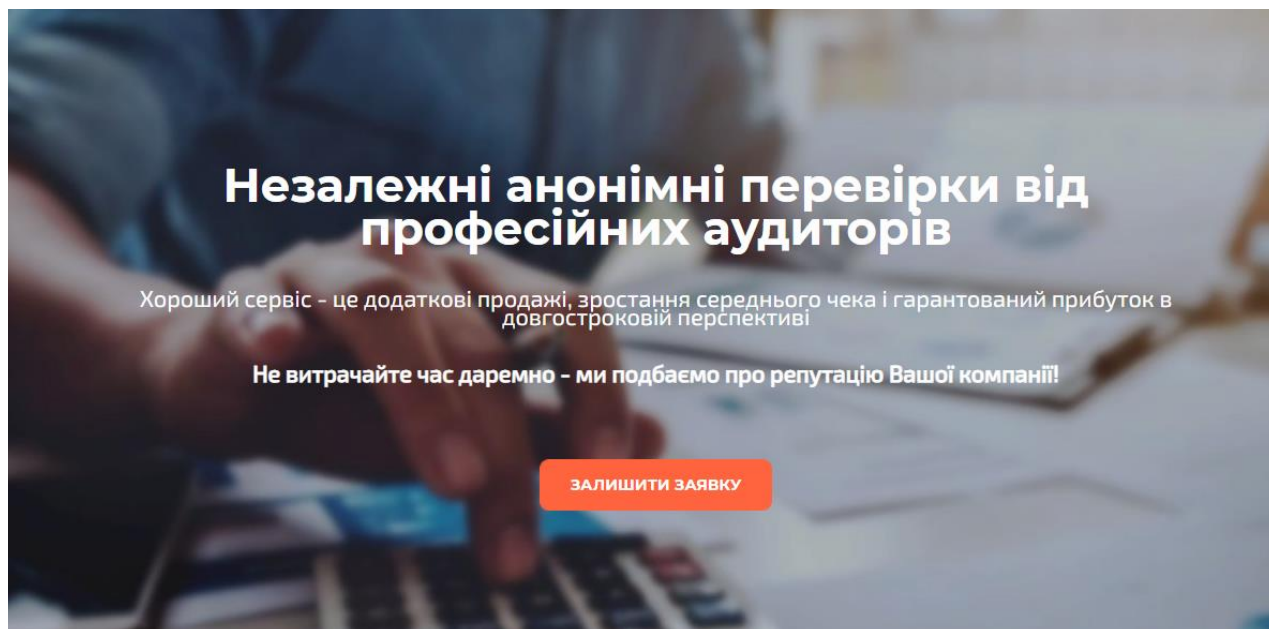 Незалежні анонімні перевірки від
професійних аудиторів
Хороший сервіс - це додаткові продажі, зростання середнього чека і гарантований прибуток в
довгостроковій перспективі
Не витрачайте час даремно - ми подбаємо про репутацію Вашої компанії!
ЗАЛИШИТИ ЗАЯВКУ